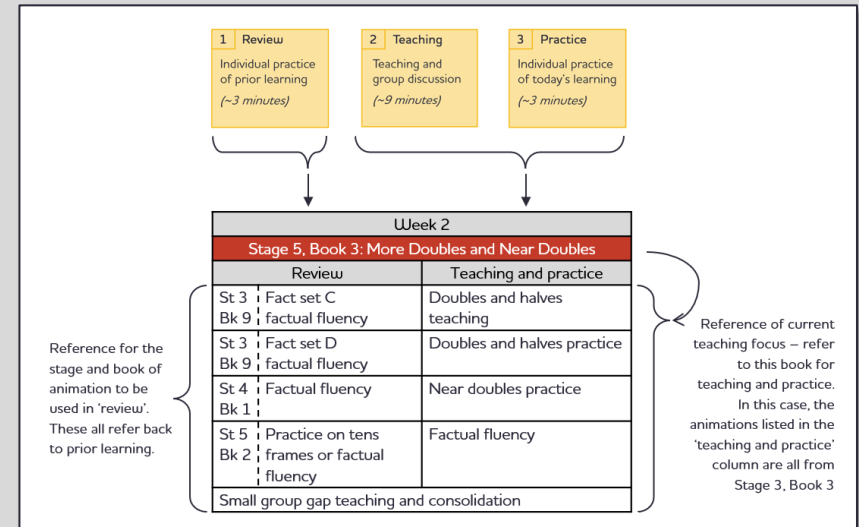 1 Review
Individual practice
of prior learning
(~3 minutes)
2 Teaching
Teaching and
group discussion
(~9 minutes)
3 Practice
Individual practice
of today's learning
(~3 minutes)
Week 2
Stage 5, Book 3: More Doubles and Near Doubles
Review
Teaching and practice
St 3 Fact set C
Bk 9 factual fluency
Doubles and halves
teaching
St 3 Fact set D
Bk 9 factual fluency
Doubles and halves practice
St 4 Factual fluency
Bk 1
Near doubles practice
St 5 Practice on tens
Bk 2 frames or factual
fluency
Factual fluency
Small group gap teaching and consolidation
Reference for the
stage and book of
animation to be
used in 'review'.
These all refer back
to prior learning.
Reference of current
teaching focus – refer
to this book for
teaching and practice.
In this case, the
animations listed in the
'teaching and practice'
column are all from
Stage 3, Book 3